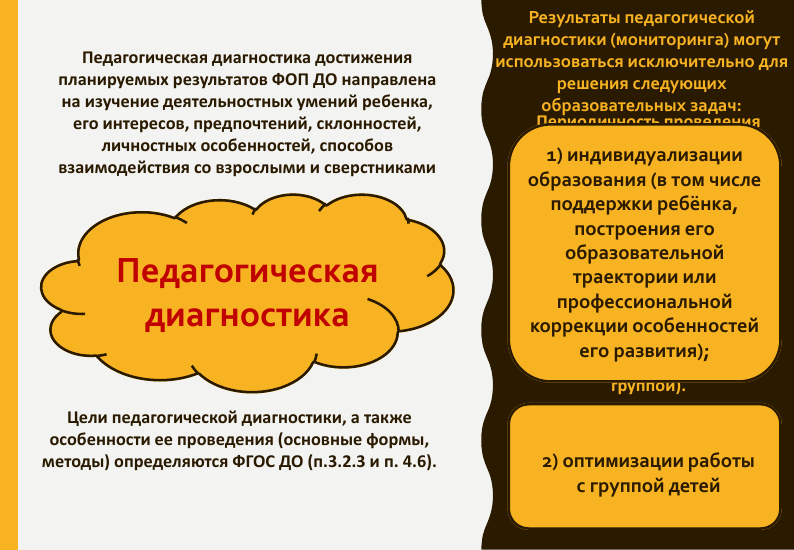 Педагогическая диагностика достижения
планируемых результатов ФОП ДО направлена
на изучение деятельностных умений ребенка,
его интересов, предпочтений, склонностей,
личностных особенностей, способов
взаимодействия со взрослыми и сверстниками
Педагогическая
диагностика
Цели педагогической диагностики, а также
особенности ее проведения (основные формы,
методы) определяются ФГОС ДО (п.3.2.3 и п. 4.6).
Результаты педагогической
диагностики (мониторинга) могут
использоваться исключительно для
решения следующих
образовательных задач:
Периодичность проведения
1) индивидуализации
образования (в том числе
поддержки ребёнка,
построения его
образовательной
траектории или
профессиональной
коррекции особенностей
его развития);
группой).
2) оптимизации работы
с группой детей